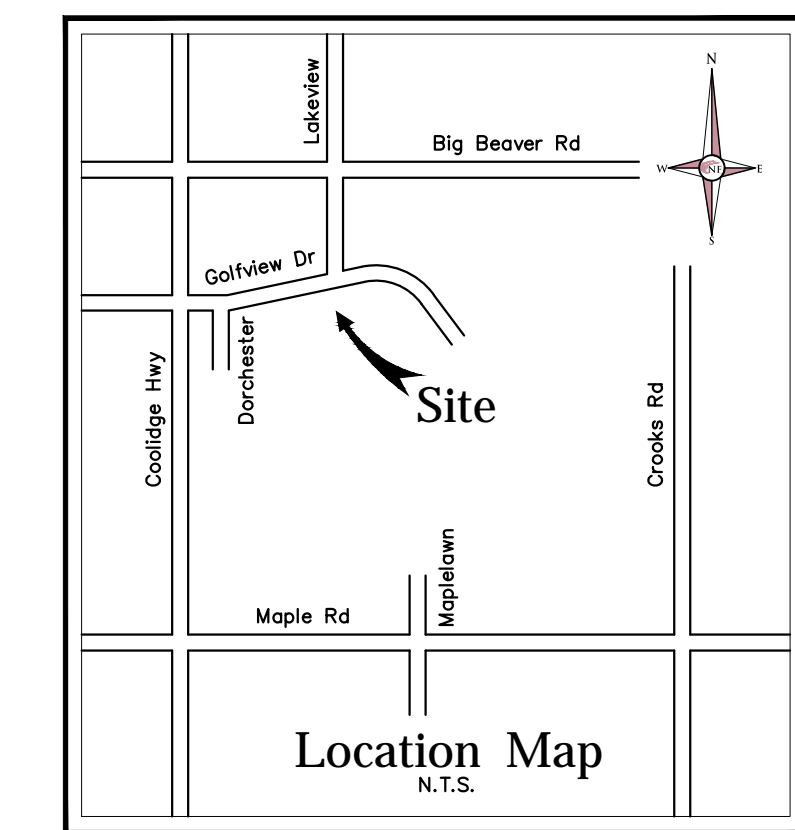 Lakeview
N
Big Beaver Rd
W
NF
E
S
Golfview Dr
Dorchester
Coolidge Hwy
Site
Crooks Rd
Maplelawn
Maple Rd
Location Map
N.T.S.